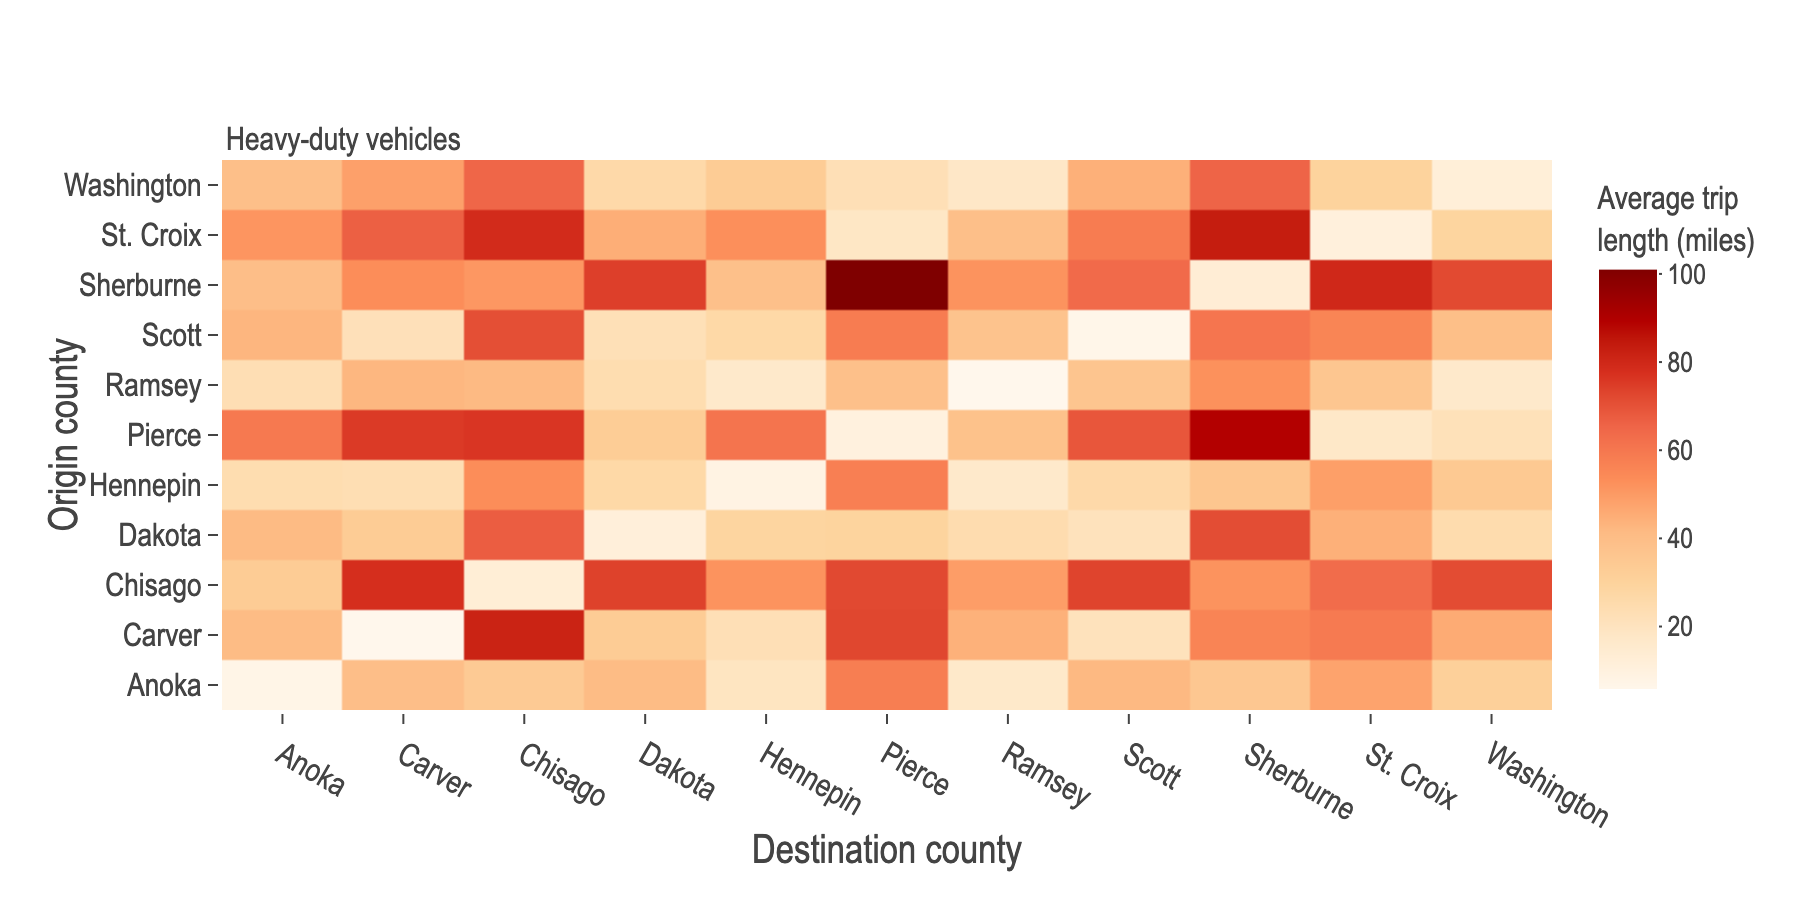 Heavy-duty vehicles
Origin county
Washington
St. Croix
Sherburne
Scott
Ramsey
Pierce
Hennepin
Dakota
Chisago
Carver
Anoka
Anoka
Carver
Chisago
Dakota
Hennepin
Pierce
Ramsey
Scott
Sherburne
St. Croix
Washington
Destination county
Average trip
length (miles)
100
80
60
40
20